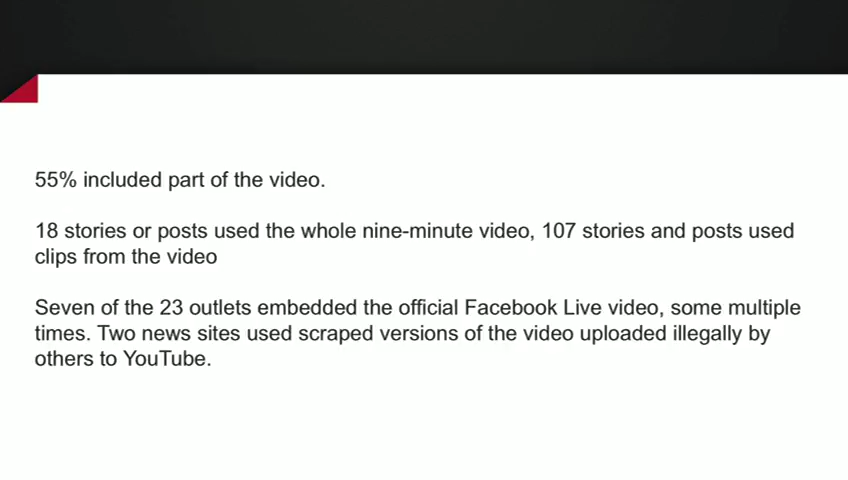 55% included part of the video.
18 stories or posts used the whole nine-minute video, 107 stories and posts used
clips from the video
Seven of the 23 outlets embedded the official Facebook Live video, some multiple
times. Two news sites used scraped versions of the video uploaded illegally by
others to YouTube.